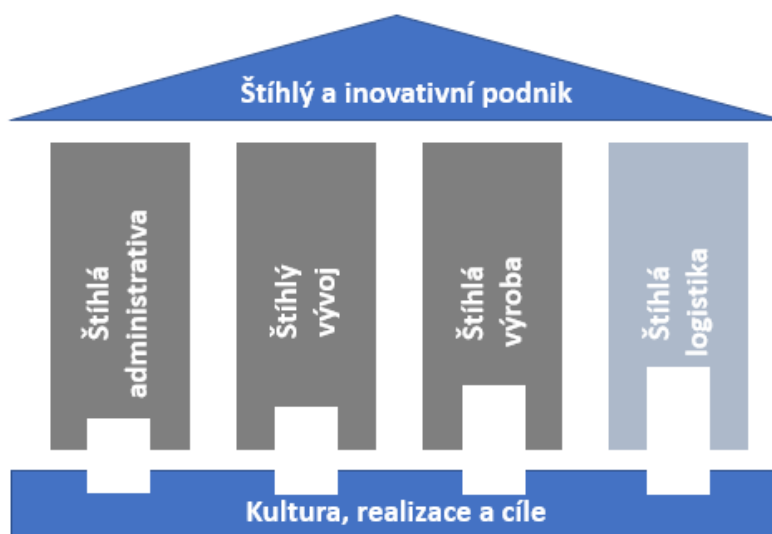 Štíhlý a inovativní podnik
Štíhlá
administrativa
Štíhlý
vývoj
Štíhlá
výroba
Štíhlá
logistika
Kultura, realizace a cíle